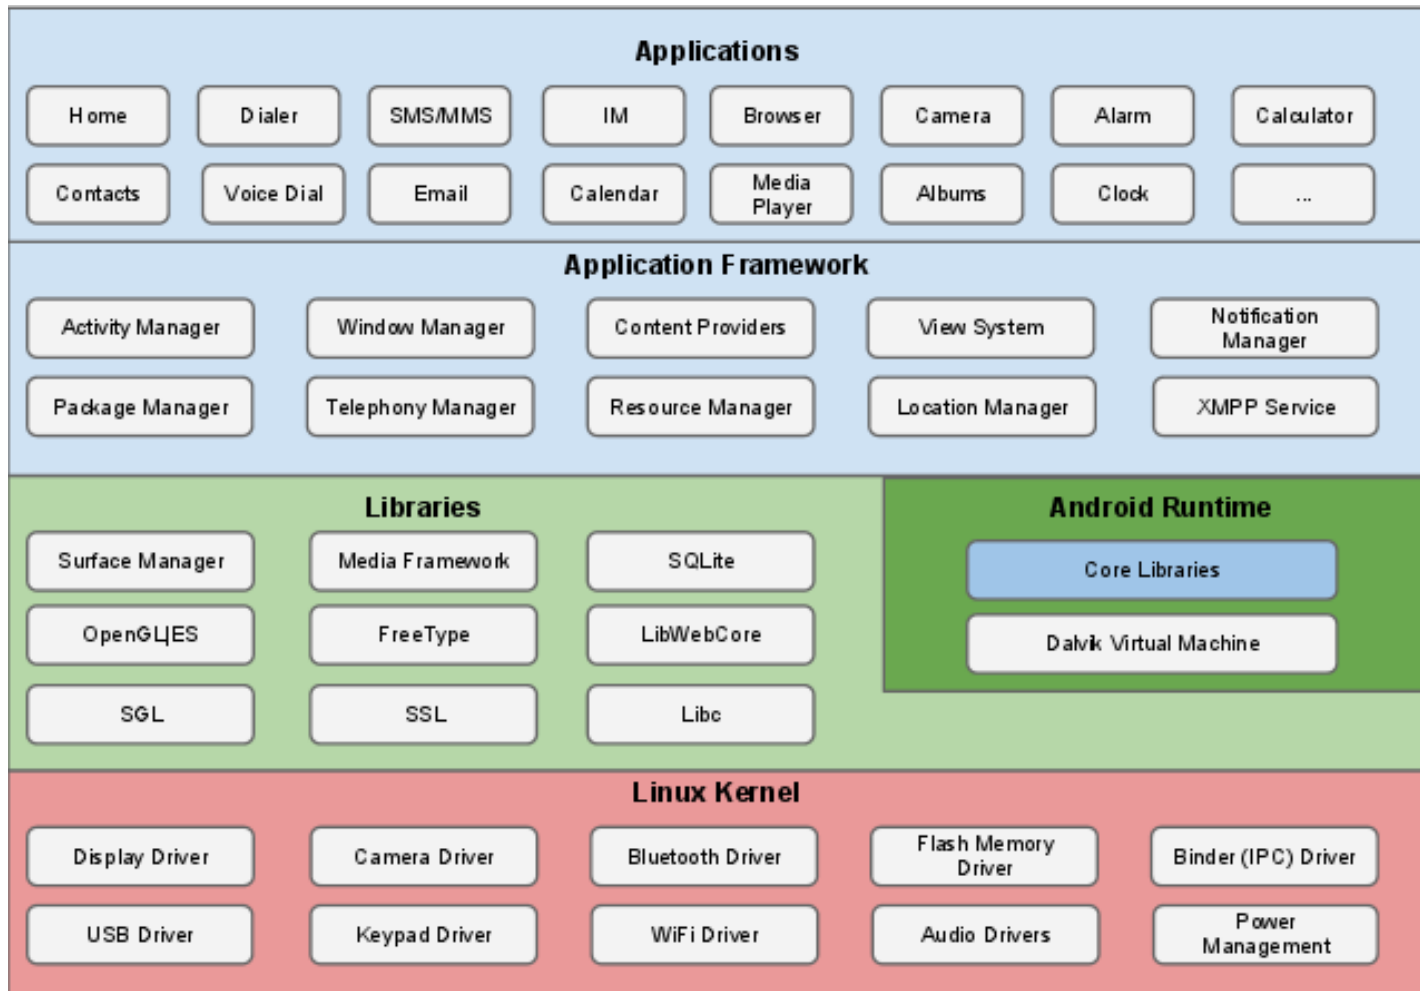 Applications
Home
Dialer
SMS/MMS
IM
Browser
Camera
Alarm
Calculator
Contacts
Voice Dial
Email
Calendar
Media
Player
Albums
Clock
...
Application Framework
Activity Manager
Window Manager
Content Providers
View System
Notification
Manager
Package Manager
Telephony Manager
Resource Manager
Location Manager
XMPP Service
Libraries
Surface Manager
Media Framework
SQLite
OpenGL|ES
FreeType
LibWebCore
SGL
SSL
Libc
Android Runtime
Core Libraries
Dalvik Virtual Machine
Linux Kernel
Display Driver
Camera Driver
Bluetooth Driver
Flash Memory
Driver
Binder (IPC) Driver
USB Driver
Keypad Driver
WiFi Driver
Audio Drivers
Power
Management